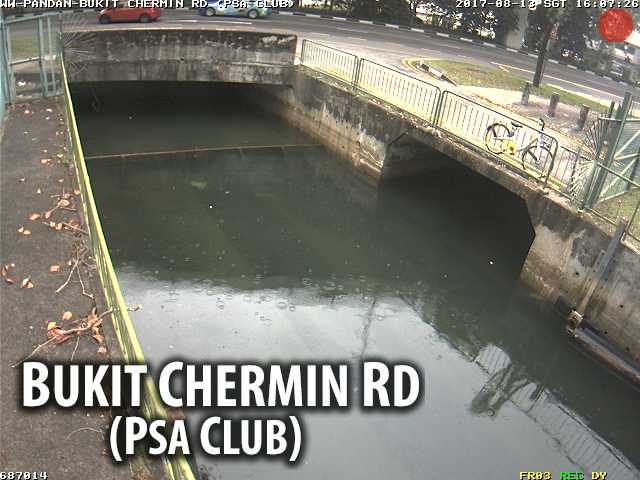 WW-PANDAN-BUKIT CHERMIN RD (PSA CLUB) 2017-08-13 SGT 16:07:26
BUKIT CHERMIN RD
(PSA CLUB)
687014 FR03 REC DY